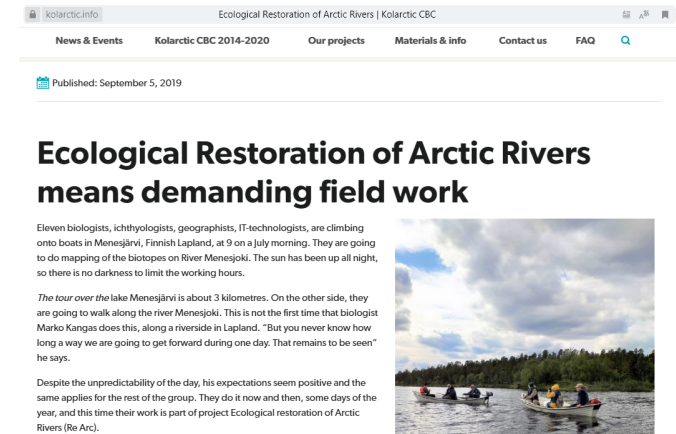 kolarctic.info
Ecological Restoration of Arctic Rivers | Kolarctic CBC
News & Events Kolarctic CBC 2014-2020 Our projects Materials & info Contact us FAQ
Published: September 5, 2019
Ecological Restoration of Arctic Rivers
means demanding field work
Eleven biologists, ichthyologists, geographists, IT-technologists, are climbing
onto boats in Menesjärvi, Finnish Lapland, at 9 on a July morning. They are going
to do mapping of the biotopes on River Menesjoki. The Sun has been up all night,
so there is no darkness to limit the working hours.
The tour over the lake Menesjärvi is about 3 kilometres. On the other side, they
are going to walk along the river Menesjoki. This is not the first time that biologist
Marko Kangas does this, along a riverside in Lapland. “But you never know how
long a way we are going to get forward during one day. That remains to be seen”
he says.
Despite the unpredictability of the day, his expectations seem positive and the
same applies for the rest of the group. They do it now and then, some days of the
year, and this time their work is part of project Ecological restoration of Arctic
Rivers (Re Arc).